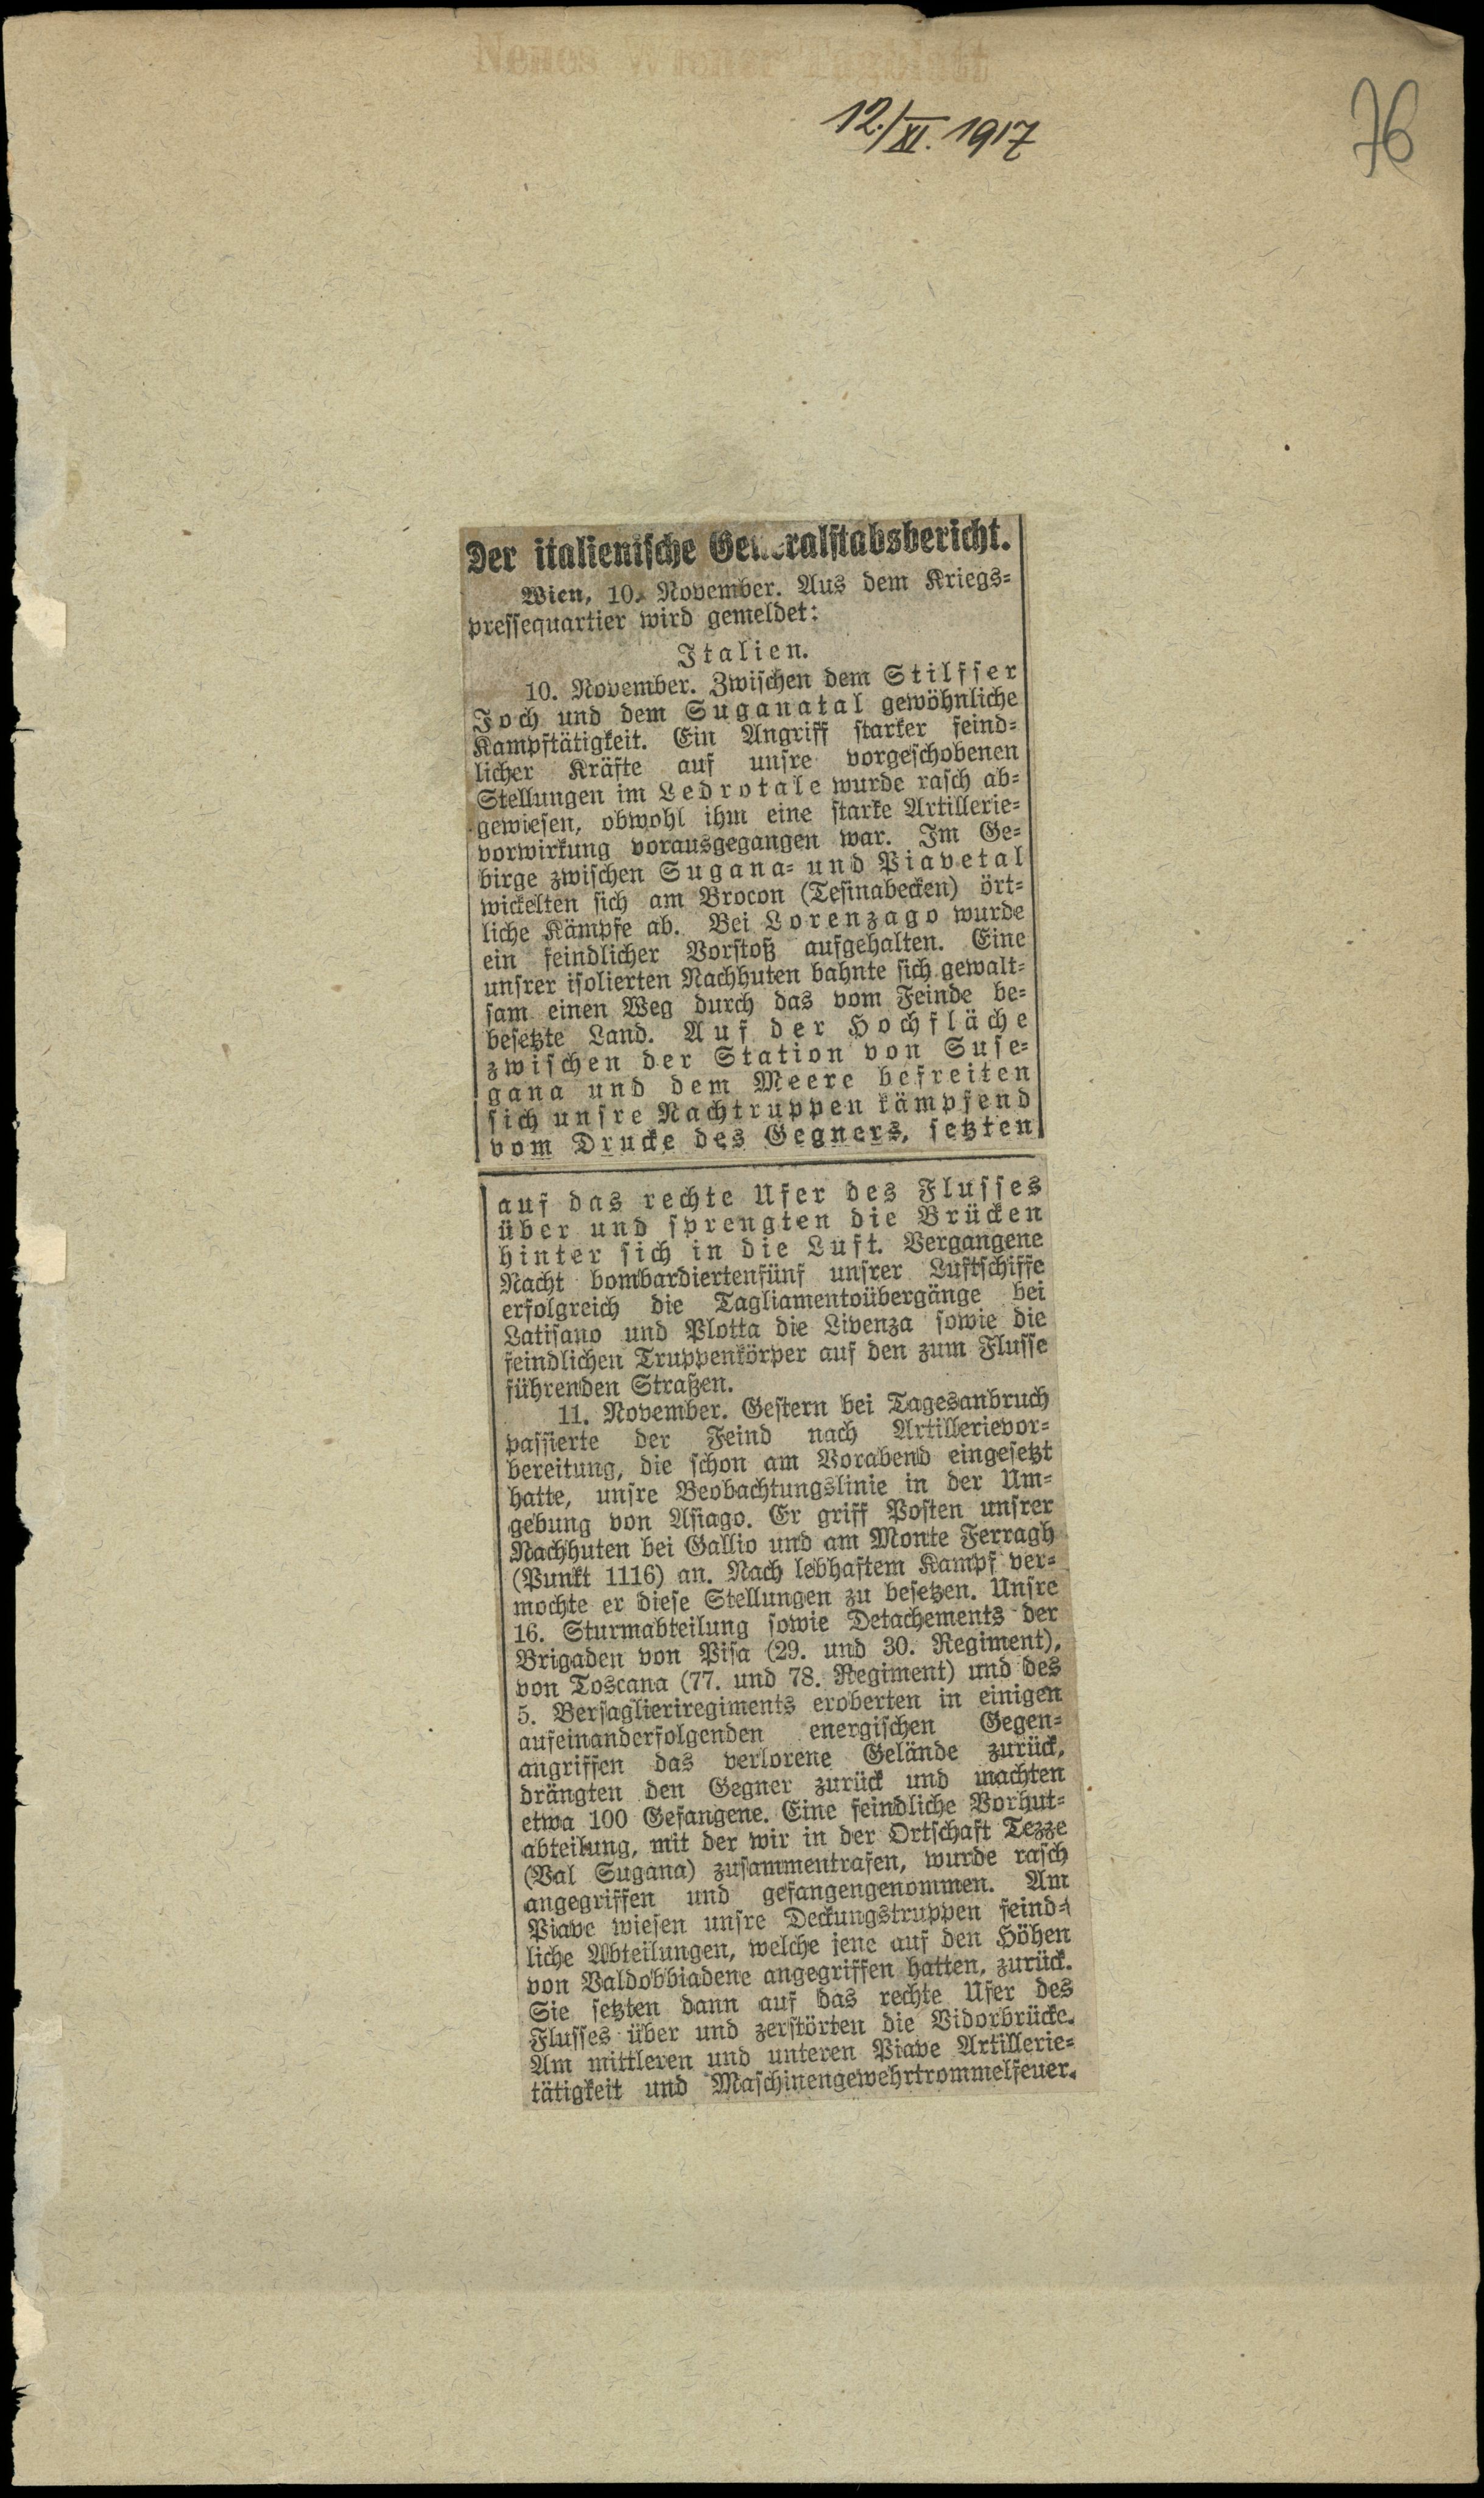 Neues Wiener Tagblatt
12./XI. 1917
76
Der italienische Generalstabsbericht.
Wien, 10. November. Aus dem Kriegs-
pressequartier wird gemeldet:
Italien.
10. November. Zwischen dem Stilfser
Joch und dem Suganatal gewöhnliche
Kampftätigkeit. Ein Angriff starker feind-
licher Kräfte auf unsre vorgeschobenen
Stellungen im Ledrotale wurde rasch ab-
gewiesen, obwohl ihm eine starke Artillerie-
vorwirkung vorausgegangen war. Im Ge-
birge zwischen Sugana- und Piavetal
wickelten sich am Brocon (Tesinabecken) ört-
liche Kämpfe ab. Bei Lorenzago wurde
ein feindlicher Vorstoß aufgehalten. Eine
unsrer isolierten Nachhuten bahnte sich gewalt-
sam einen Weg durch das vom Feinde be-
besetzte Land. Auf der Hochfläche
zwischen der Station von Suse-
gana und dem Meere befreiten
sich unsre Nachtruppen kämpfend
vom Drucke des Gegners, setzten
auf das rechte Ufer des Flusses
über und sprengten die Brücken
hinter sich in die Luft. Vergangene
Nacht bombardiertenfünf unsrer Luftschiffe
erfolgreich die Tagliamentoübergänge bei
Latisano und Plotta die Livenza sowie die
feindlichen Truppenkörper auf den zum Flusse
führenden Straßen.
11. November. Gestern bei Tagesanbruch
passierte der Feind nach Artillerievor-
bereitung, die schon am Vorabend eingesetzt
hatte, unsre Beobachtungslinie in der Um-
gebung von Asiago. Er griff Posten unsrer
Nachhuten bei Gallio und am Monte Ferragh
(Punkt 1116) an. Nach lebhaftem Kampf ver-
mochte er diese Stellungen zu besetzen. Unsre
16. Sturmabteilung sowie Detachements der
Brigaden von Pisa (29. und 30. Regiment),
von Toscana (77. und 78. Regiment) und des
5. Bersaglieriregiments eroberten in einigen
aufeinanderfolgenden energischen Gegen-
angriffen das verlorene Gelände zurück,
drängten den Gegner zurück und machten
etwa 100 Gefangene. Eine feindliche Vorhut-
abteilung, mit der wir in der Ortschaft Tezze
(Val Sugana) zusammentrafen, wurde rasch
angegriffen und gefangengenommen. Am
Piave wiesen unsre Deckungstruppen feind-
liche Abteilungen, welche jene auf den Höhen
von Valdobbiadene angegriffen hatten, zurück.
Sie setzten dann auf das rechte Ufer des
Flusses über und zerstörten die Vidorbrücke.
Am mittleren und unteren Piave Artillerie-
tätigkeit und Maschinengewehrtrommelfeuer.